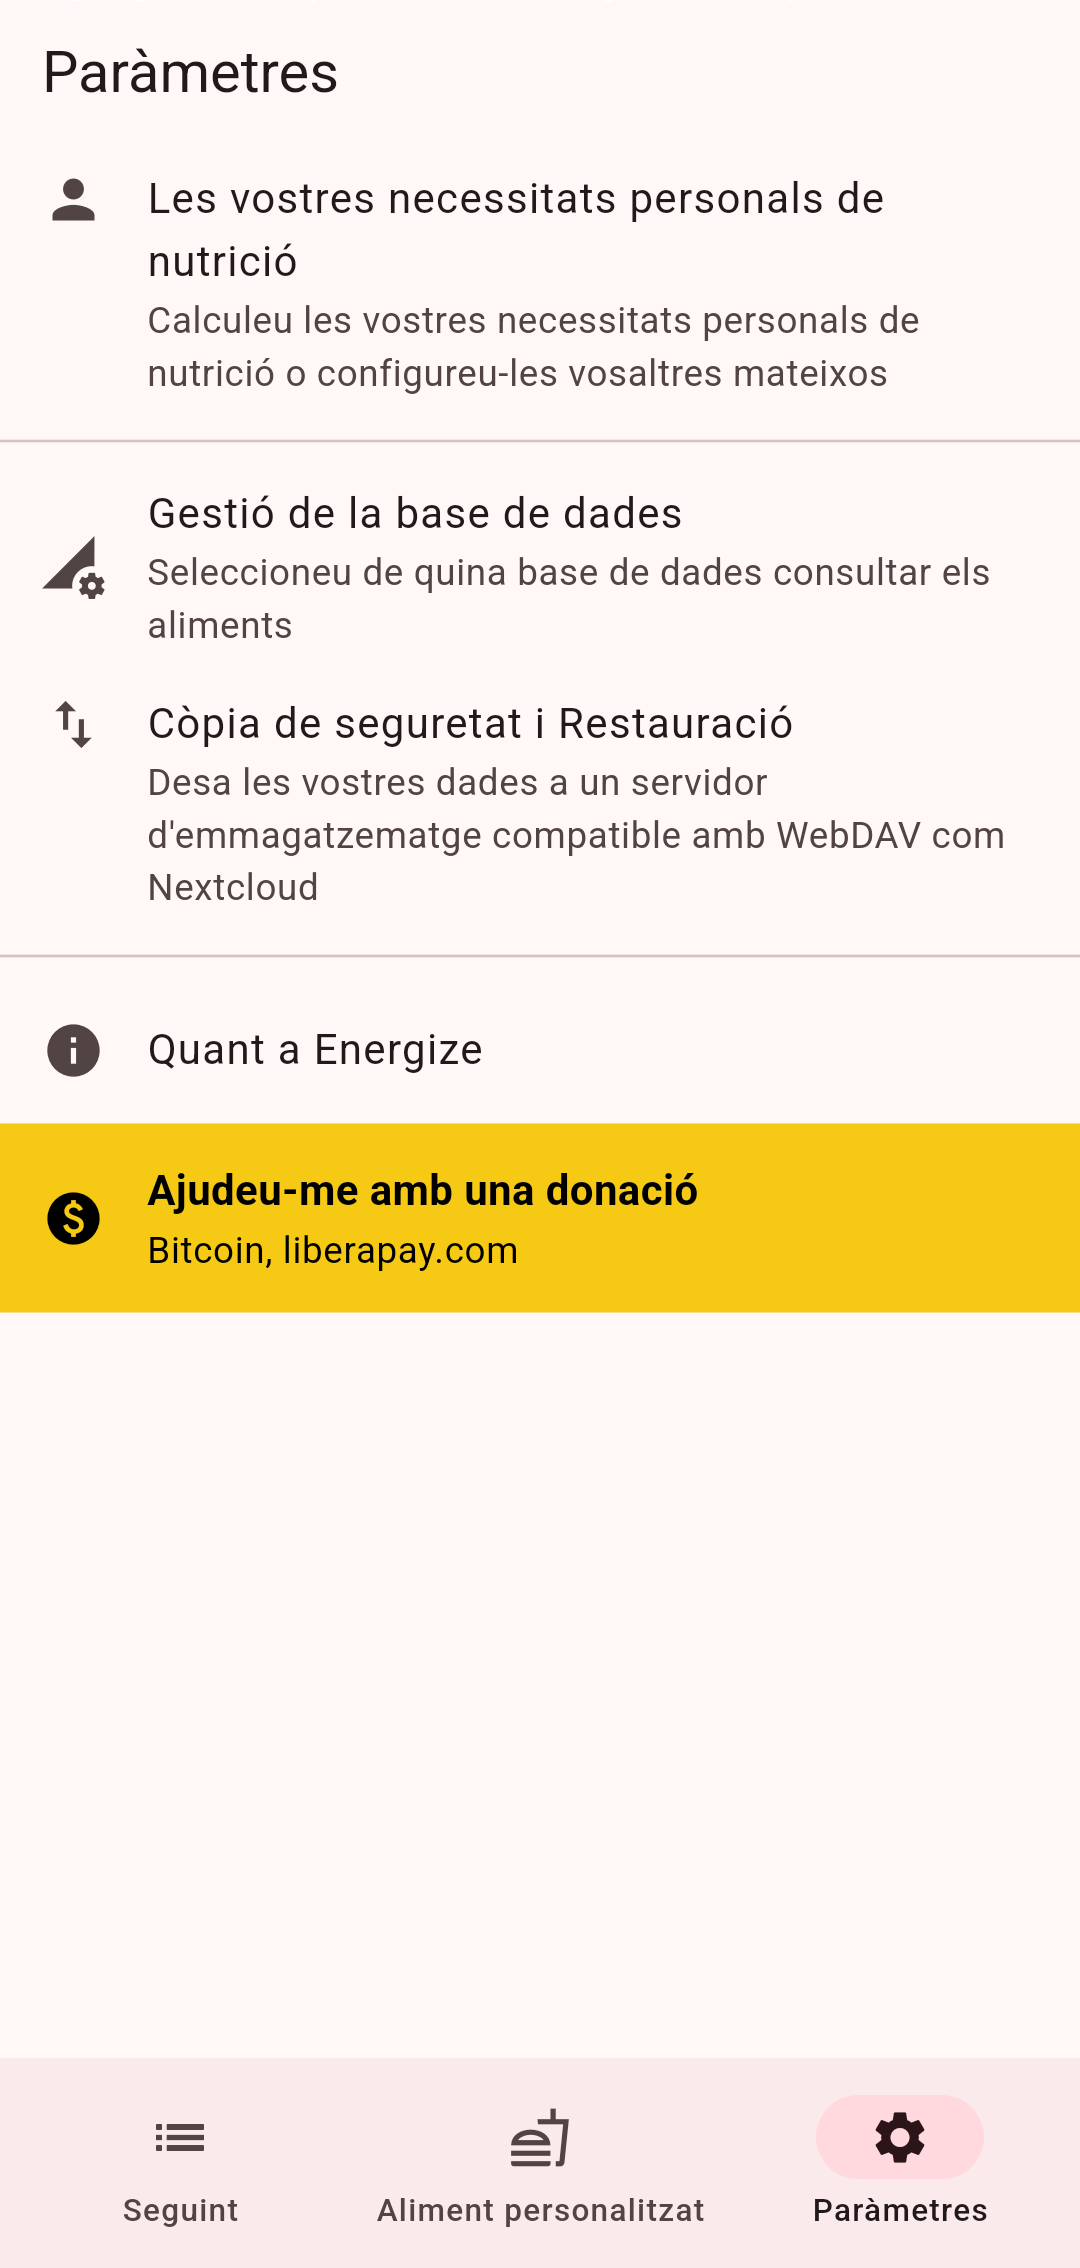 Paràmetres
Les vostres necessitats personals de
nutrició
Calculeu les vostres necessitats personals de
nutrició o configureu-les vosaltres mateixos
Gestió de la base de dades
Seleccioneu de quina base de dades consultar els
aliments
Còpia de seguretat i Restauració
Desa les vostres dades a un servidor
d'emmagatzematge compatible amb WebDAV com
Nextcloud
Quant a Energize
Ajudeu-me amb una donació
Bitcoin, liberapay.com
Seguint
Aliment personalitzat
Paràmetres